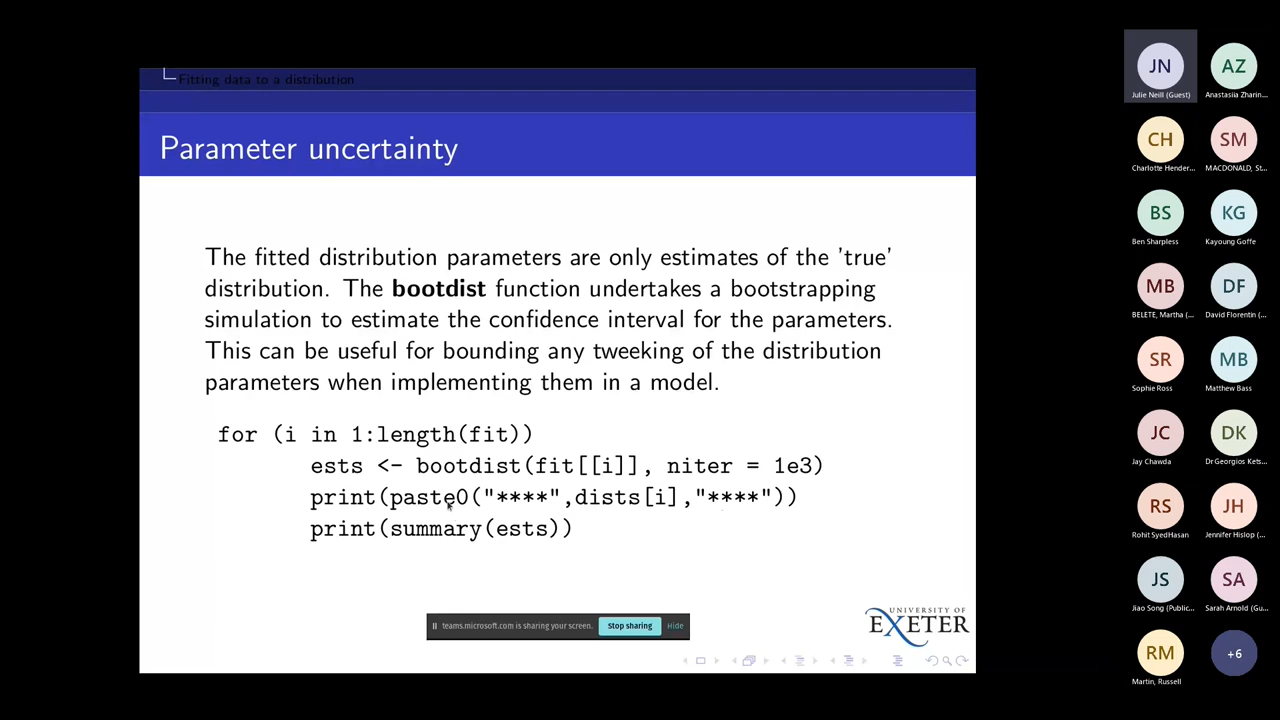 Fitting data to a distribution
Parameter uncertainty
The fitted distribution parameters are only estimates of the 'true'
distribution. The bootdist function undertakes a bootstrapping
simulation to estimate the confidence interval for the parameters.
This can be useful for bounding any tweeking of the distribution
parameters when implementing them in a model.
for (i in 1:length(fit))
ests <- bootdist(fit[[i]], niter = 1e3)
print(paste0("****",dists[i],"****"))
print(summary(ests))
teams.microsoft.com is sharing your screen.
Stop sharing
Hide
UNIVERSITY OF
EXETER
JN
Julie Neill (Guest)
AZ
Anastasiia Zharin...
CH
Charlotte Hender...
SM
MACDONALD, St...
BS
Ben Sharpless
KG
Kayoung Goffe
MB
BELETE, Martha (...
DF
David Florentin (...
SR
Sophie Ross
MB
Matthew Bass
JC
Jay Chawda
DK
DrGeorgios Kets...
RS
Rohit SyedHasan
JH
Jennifer Hislop (...
JS
Jiao Song (Public...
SA
Sarah Arnold (Gu...
RM
Martin, Russell
+6